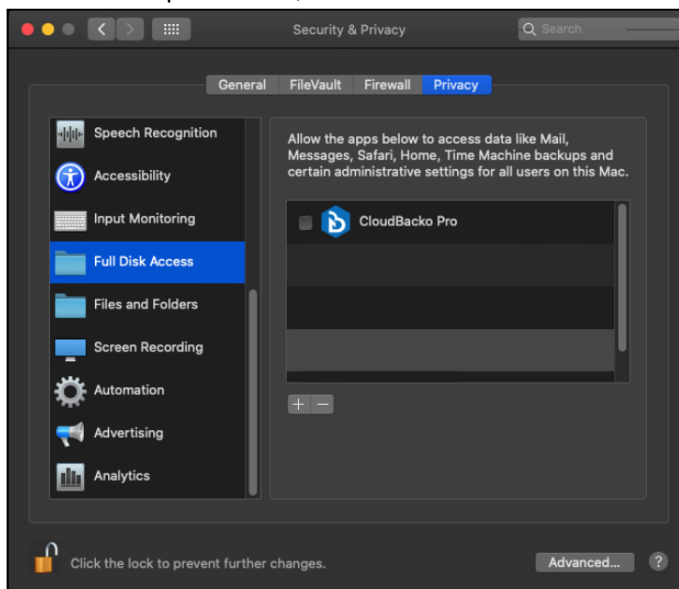 Security & Privacy
Search
General
FileVault
Firewall
Privacy
Speech Recognition
Accessibility
Input Monitoring
Full Disk Access
Files and Folders
Screen Recording
Automation
Advertising
Analytics
Allow the apps below to access data like Mail,
Messages, Safari, Home, Time Machine backups and
certain administrative settings for all users on this Mac.
CloudBacko Pro
+ −
Click the lock to prevent further changes.
Advanced...
?